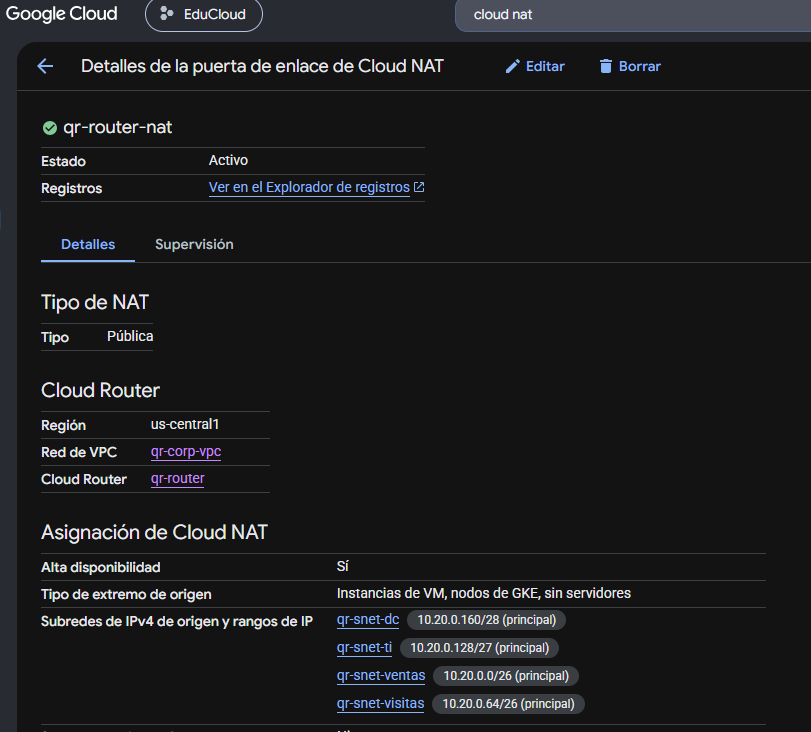 Google Cloud EduCloud cloud nat
Detalles de la puerta de enlace de Cloud NAT Editar Borrar
qr-router-nat
Estado Activo
Registros Ver en el Explorador de registros
Detalles Supervisión
Tipo de NAT
Tipo Pública
Cloud Router
Región us-central1
Red de VPC qr-corp-vpc
Cloud Router qr-router
Asignación de Cloud NAT
Alta disponibilidad Sí
Tipo de extremo de origen Instancias de VM, nodos de GKE, sin servidores
Subredes de IPv4 de origen y rangos de IP qr-snet-dc 10.20.0.160/28 (principal)
qr-snet-ti 10.20.0.128/27 (principal)
qr-snet-ventas 10.20.0.0/26 (principal)
qr-snet-visitas 10.20.0.64/26 (principal)